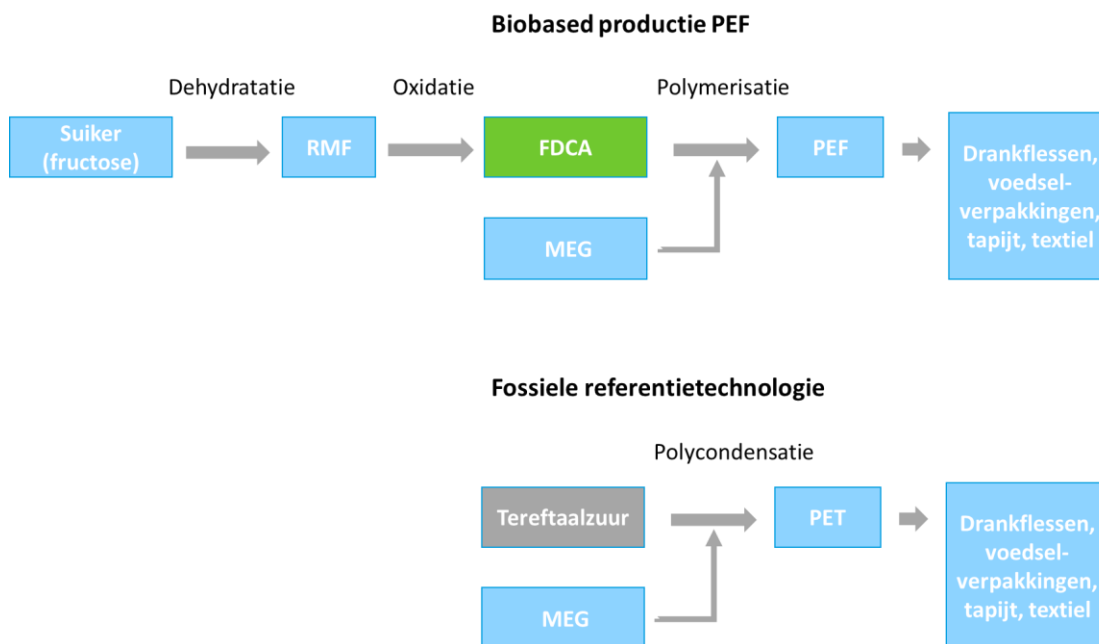 Biobased productie PEF
Dehydratatie
Oxidatie
Polymerisatie
Suiker
(fructose)
RMF
FDCA
PEF
Drankflessen,
voedsel-
verpakkingen,
tapijt, textiel
MEG
Fossiele referentietechnologie
Polycondensatie
Tereftaalzuur
PET
Drankflessen,
voedsel-
verpakkingen,
tapijt, textiel
MEG